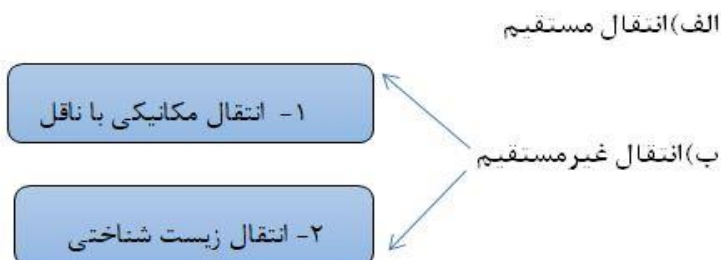 الف)انتقال مستقیم
۱- انتقال مکانیکی با ناقل
ب)انتقال غیرمستقیم
۲- انتقال زیست شناختی